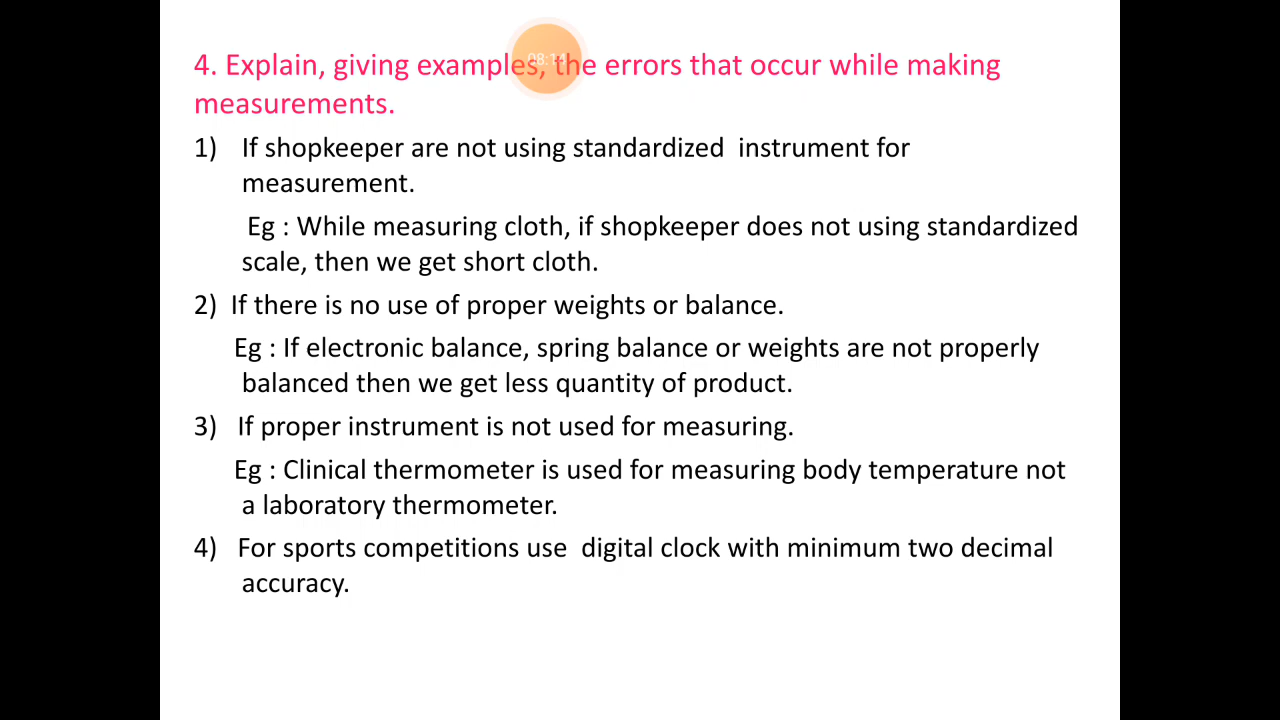 4. Explain, giving examples, the errors that occur while making
measurements.
1) If shopkeeper are not using standardized instrument for
measurement.
Eg : While measuring cloth, if shopkeeper does not using standardized
scale, then we get short cloth.
2) If there is no use of proper weights or balance.
Eg : If electronic balance, spring balance or weights are not properly
balanced then we get less quantity of product.
3) If proper instrument is not used for measuring.
Eg : Clinical thermometer is used for measuring body temperature not
a laboratory thermometer.
4) For sports competitions use digital clock with minimum two decimal
accuracy.